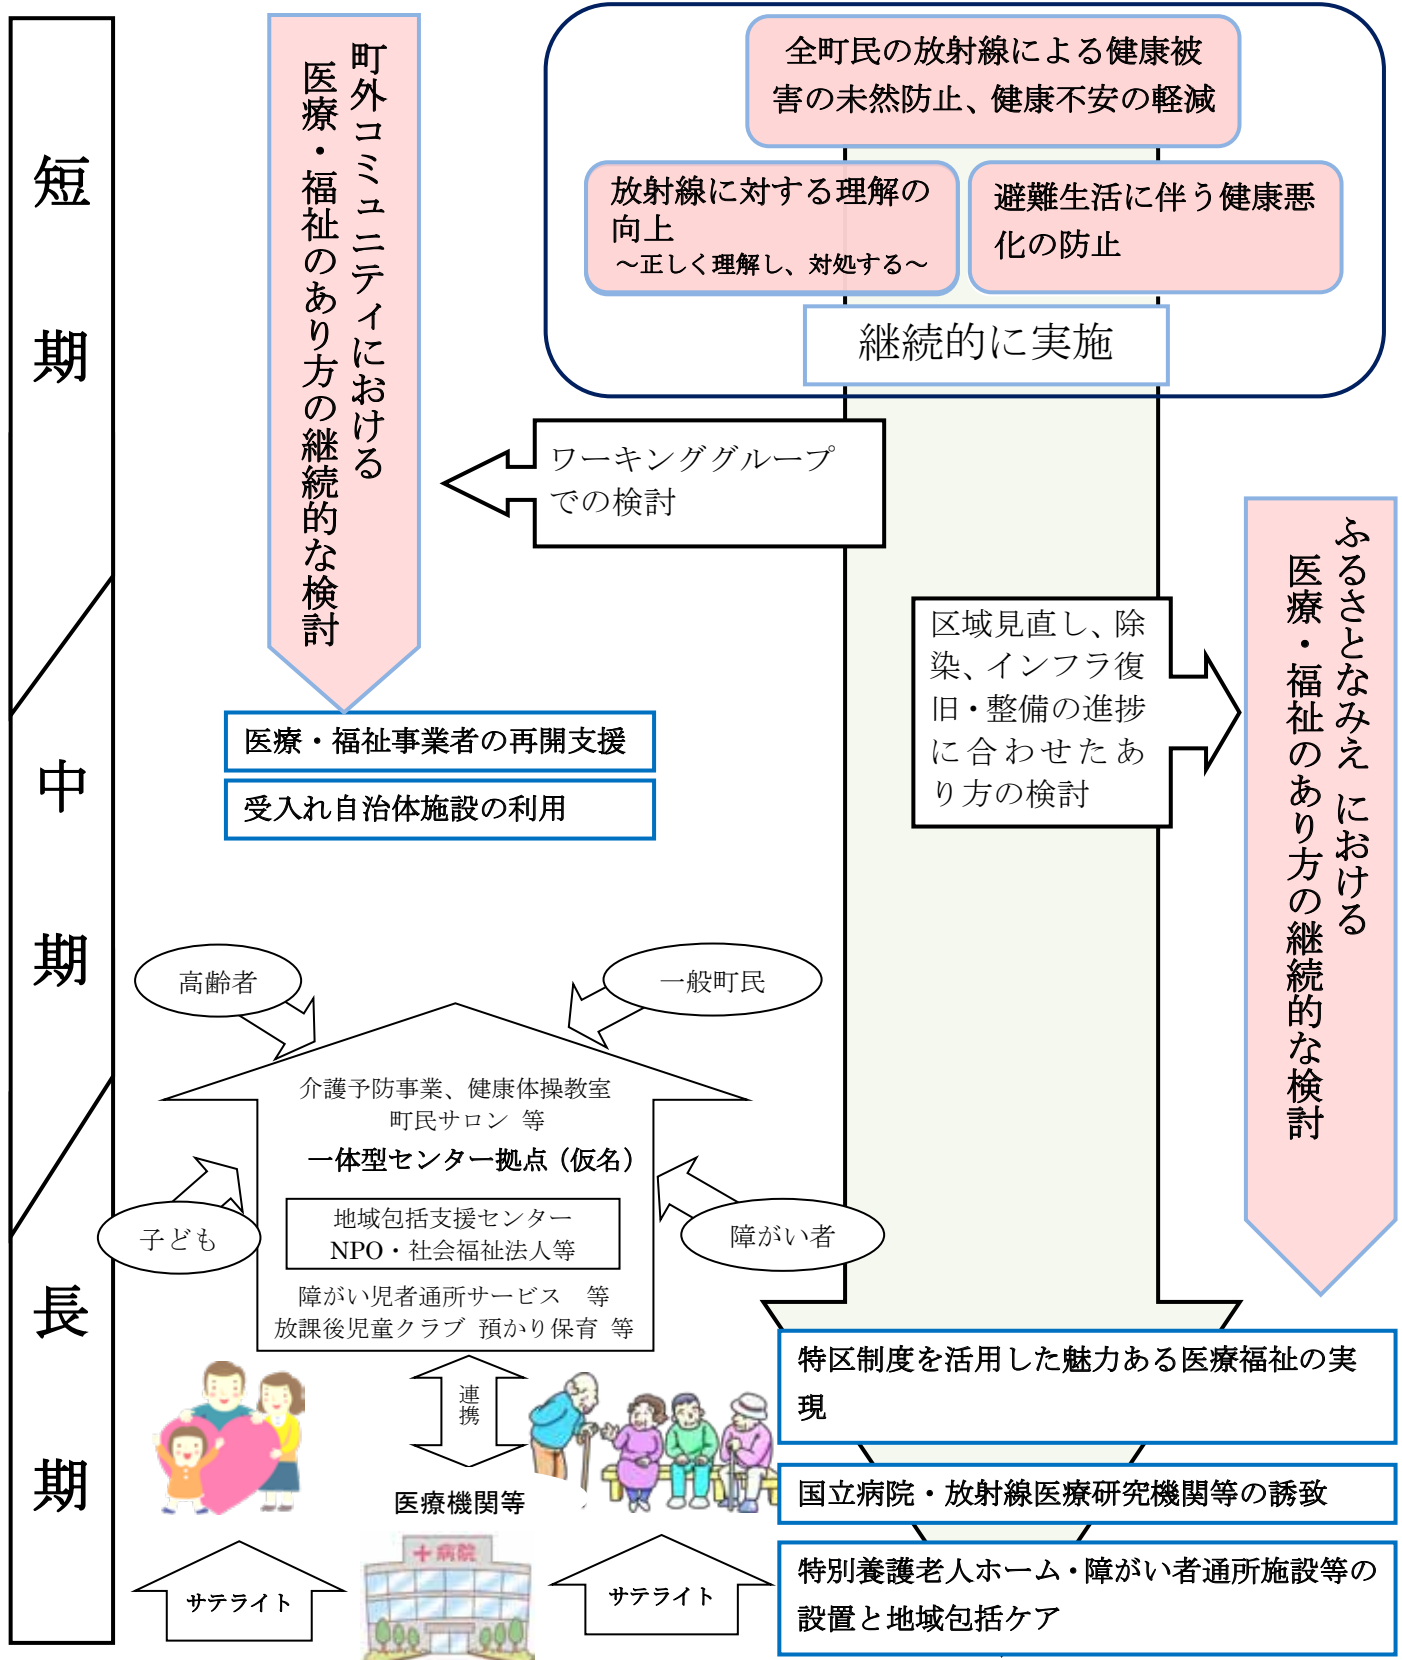 短期
中期
長期
町外コミュニティにおける
医療・福祉のあり方の継続的な検討
全町民の放射線による健康被
害の未然防止、健康不安の軽減
放射線に対する理解の
向上
～正しく理解し、対処する～
避難生活に伴う健康悪
化の防止
継続的に実施
ワーキンググループ
での検討
区域見直し、除
染、インフラ復
旧・整備の進捗
に合わせたあ
り方の検討
ふるさとなみえ における
医療・福祉のあり方の継続的な検討
医療・福祉事業者の再開支援
受入れ自治体施設の利用
高齢者
一般町民
介護予防事業、健康体操教室
町民サロン 等
一体型センター拠点（仮名）
地域包括支援センター
NPO・社会福祉法人等
子ども
障がい者
障がい児者通所サービス　等
放課後児童クラブ 預かり保育 等
連携
医療機関等
病院
サテライト
サテライト
特区制度を活用した魅力ある医療福祉の実
現
国立病院・放射線医療研究機関等の誘致
特別養護老人ホーム・障がい者通所施設等の
設置と地域包括ケア